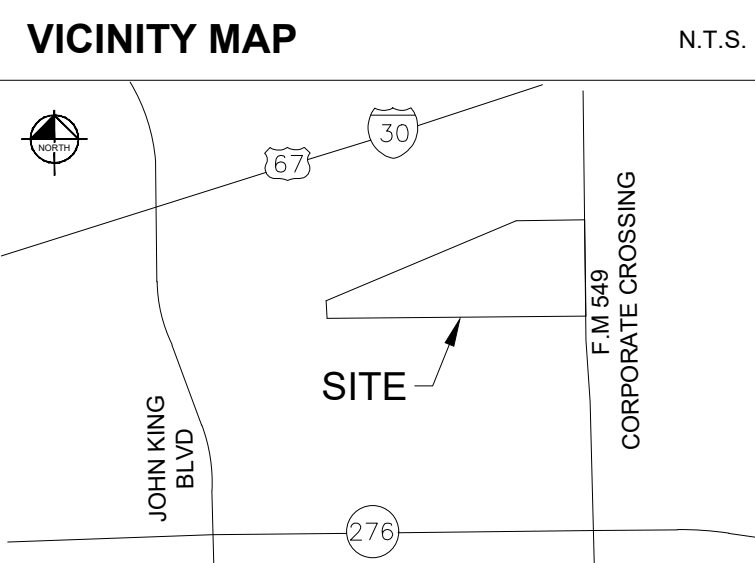 VICINITY MAP
N.T.S.
NORTH
30
67
F.M 549
CORPORATE CROSSING
SITE
JOHN KING
BLVD
276